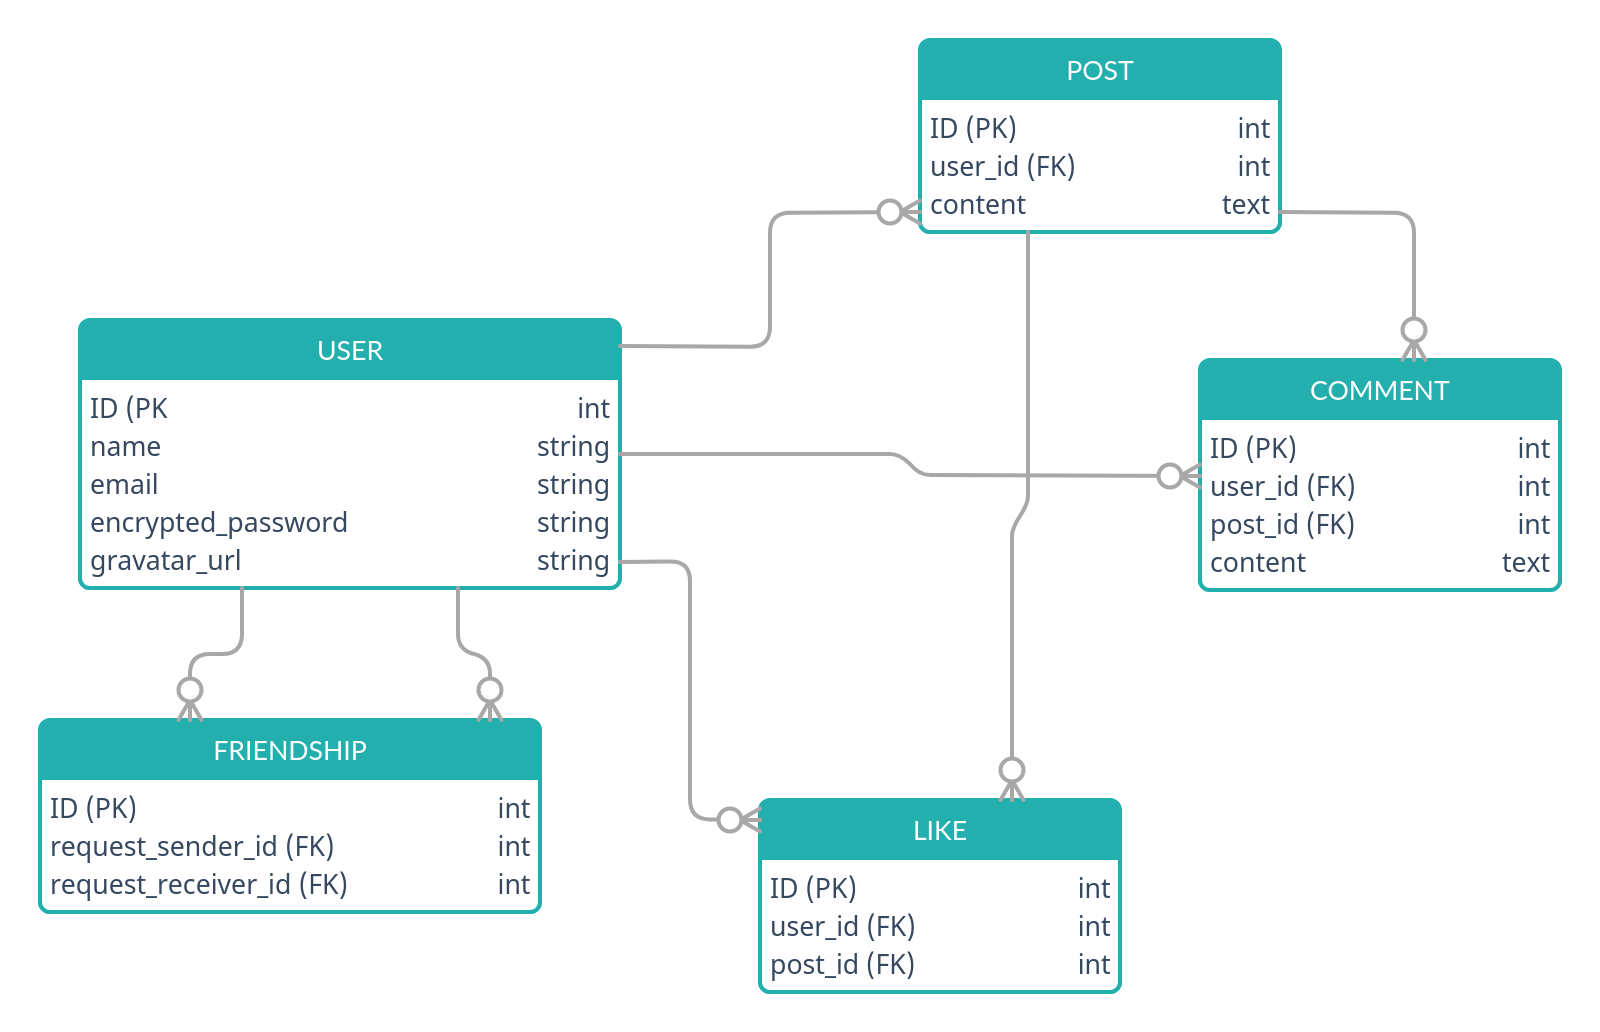 POST
ID (PK) int
user_id (FK) int
content text
USER
ID (PK int
name string
email string
encrypted_password string
gravatar_url string
COMMENT
ID (PK) int
user_id (FK) int
post_id (FK) int
content text
FRIENDSHIP
ID (PK) int
request_sender_id (FK) int
request_receiver_id (FK) int
LIKE
ID (PK) int
user_id (FK) int
post_id (FK) int